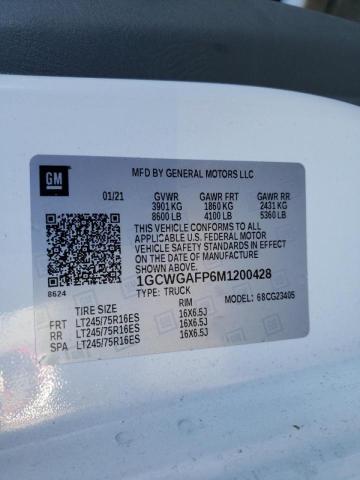 GM
MFD BY GENERAL MOTORS LLC
01/21 GVWR GAWR FRT GAWR RR
3901 KG 1860 KG 2431 KG
8600 LB 4100 LB 5360 LB
THIS VEHICLE CONFORMS TO ALL APPLICABLE
U.S. FEDERAL MOTOR VEHICLE SAFETY
STANDARDS IN EFFECT ON THE DATE OF
MANUFACTURE SHOWN ABOVE.
1GCWGAFP6M1200428
8624 TYPE: TRUCK MODEL: 68CG23405
TIRE SIZE RIM
FRT LT245/75R16ES 16X6.5J
RR LT245/75R16ES 16X6.5J
SPA LT245/75R16ES 16X6.5J